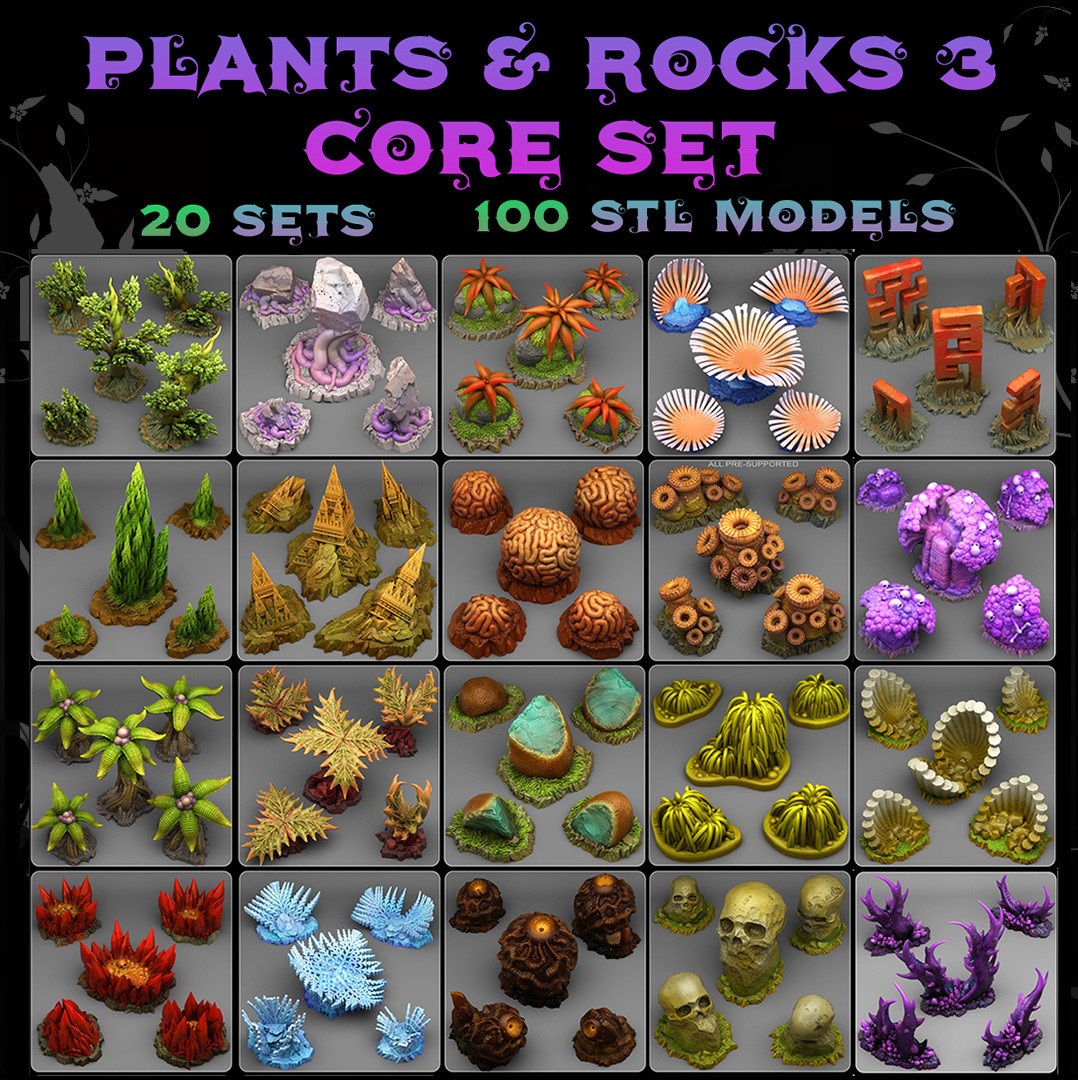 PLANTS & ROCKS 3
CORE SET
20 SETS 100 STL MODELS
ALL PRE-SUPPORTED